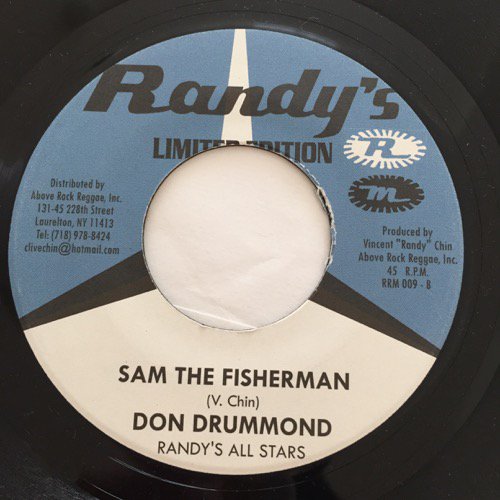 Randy's
LIMITED EDITION
R
m
Distributed by
Above Rock Reggae, Inc.
131-45 228th Street
Laurelton, NY 11413
Tel: (718) 978-8424
clivechin@hotmail.com
Produced by
Vincent "Randy" Chin
Above Rock Reggae, Inc.
45 R.P.M.
RRM 009 - B
SAM THE FISHERMAN
(V. Chin)
DON DRUMMOND
RANDY'S ALL STARS